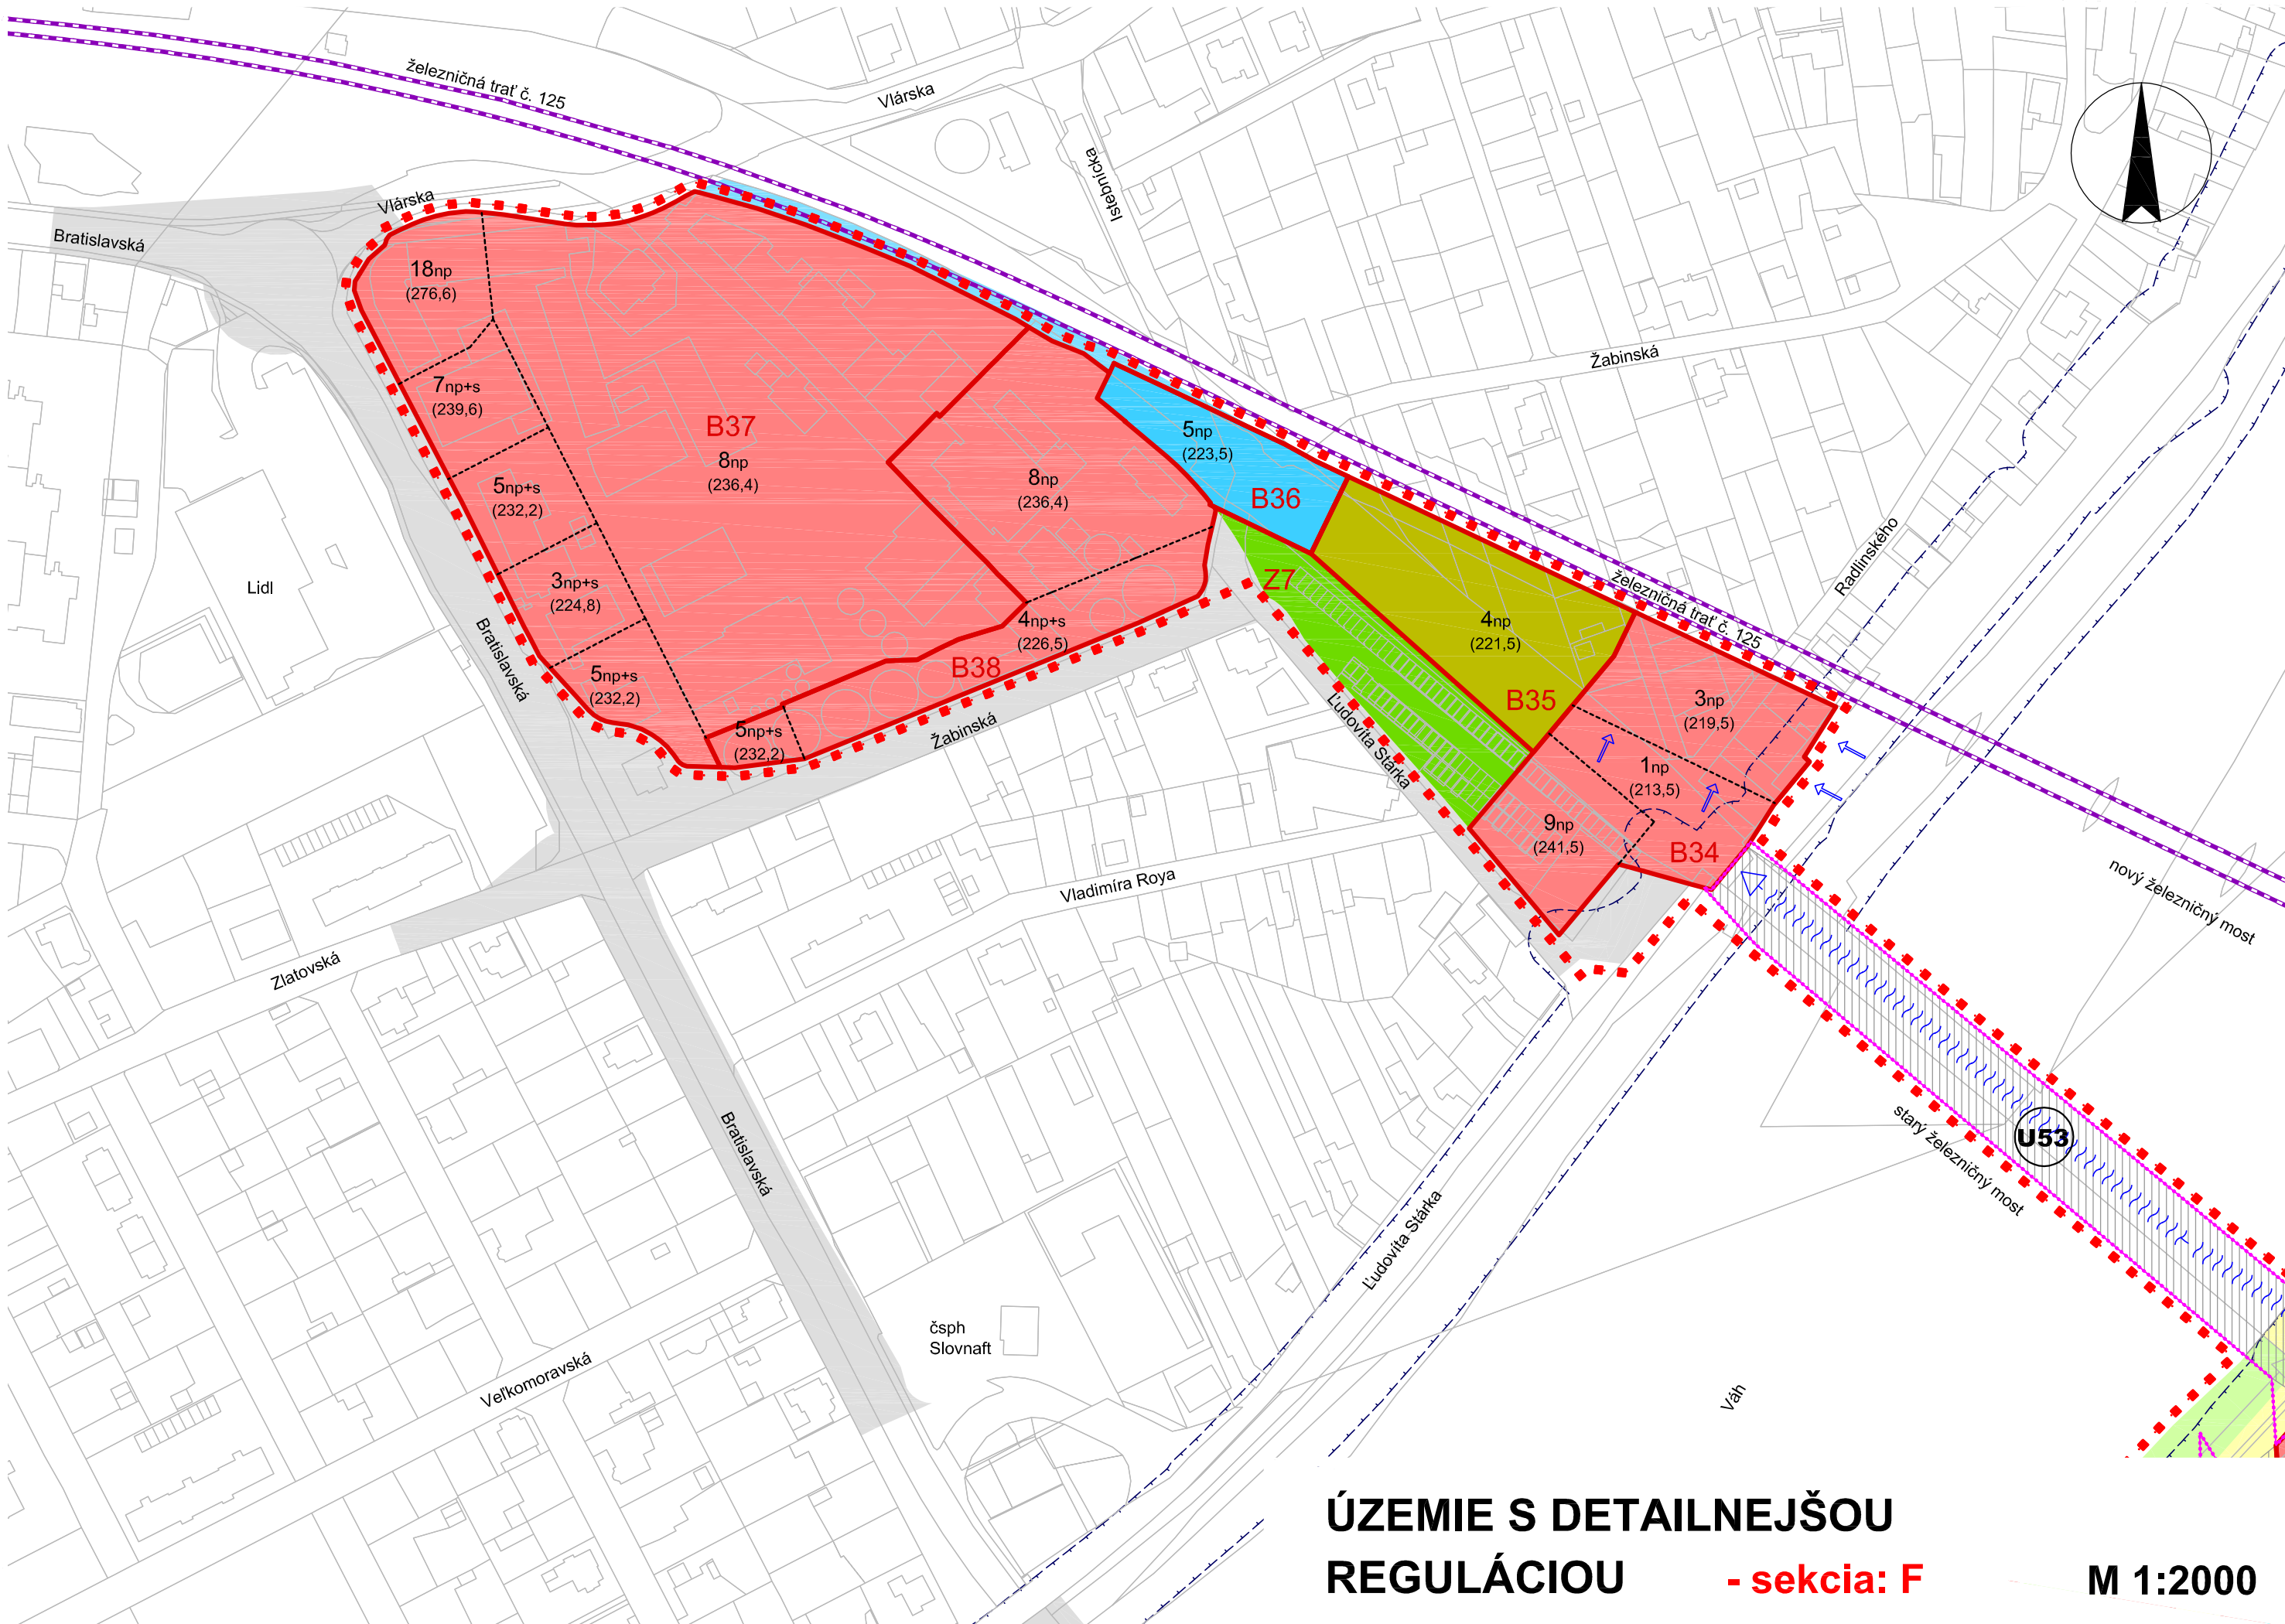 železničná trať č. 125
Vlárska
Istebnícka
Vlárska
Bratislavská
18np
(276,6)
7np+s
(239,6)
B37
8np
(236,4)
5np+s
(232,2)
3np+s
(224,8)
5np+s
(232,2)
5np+s
(232,2)
8np
(236,4)
4np+s
(226,5)
B38
5np
(223,5)
B36
Z7
4np
(221,5)
B35
3np
(219,5)
1np
(213,5)
9np
(241,5)
B34
Žabinská
Radlinského
železničná trať č. 125
Lidl
Bratislavská
Žabinská
Ľudovíta Stárka
Vladimíra Roya
Zlatovská
nový železničný most
U53
starý železničný most
Bratislavská
Ľudovíta Stárka
čsph
Slovnaft
Veľkomoravská
Váh
ÚZEMIE S DETAILNEJŠOU
REGULÁCIOU - sekcia: F M 1:2000